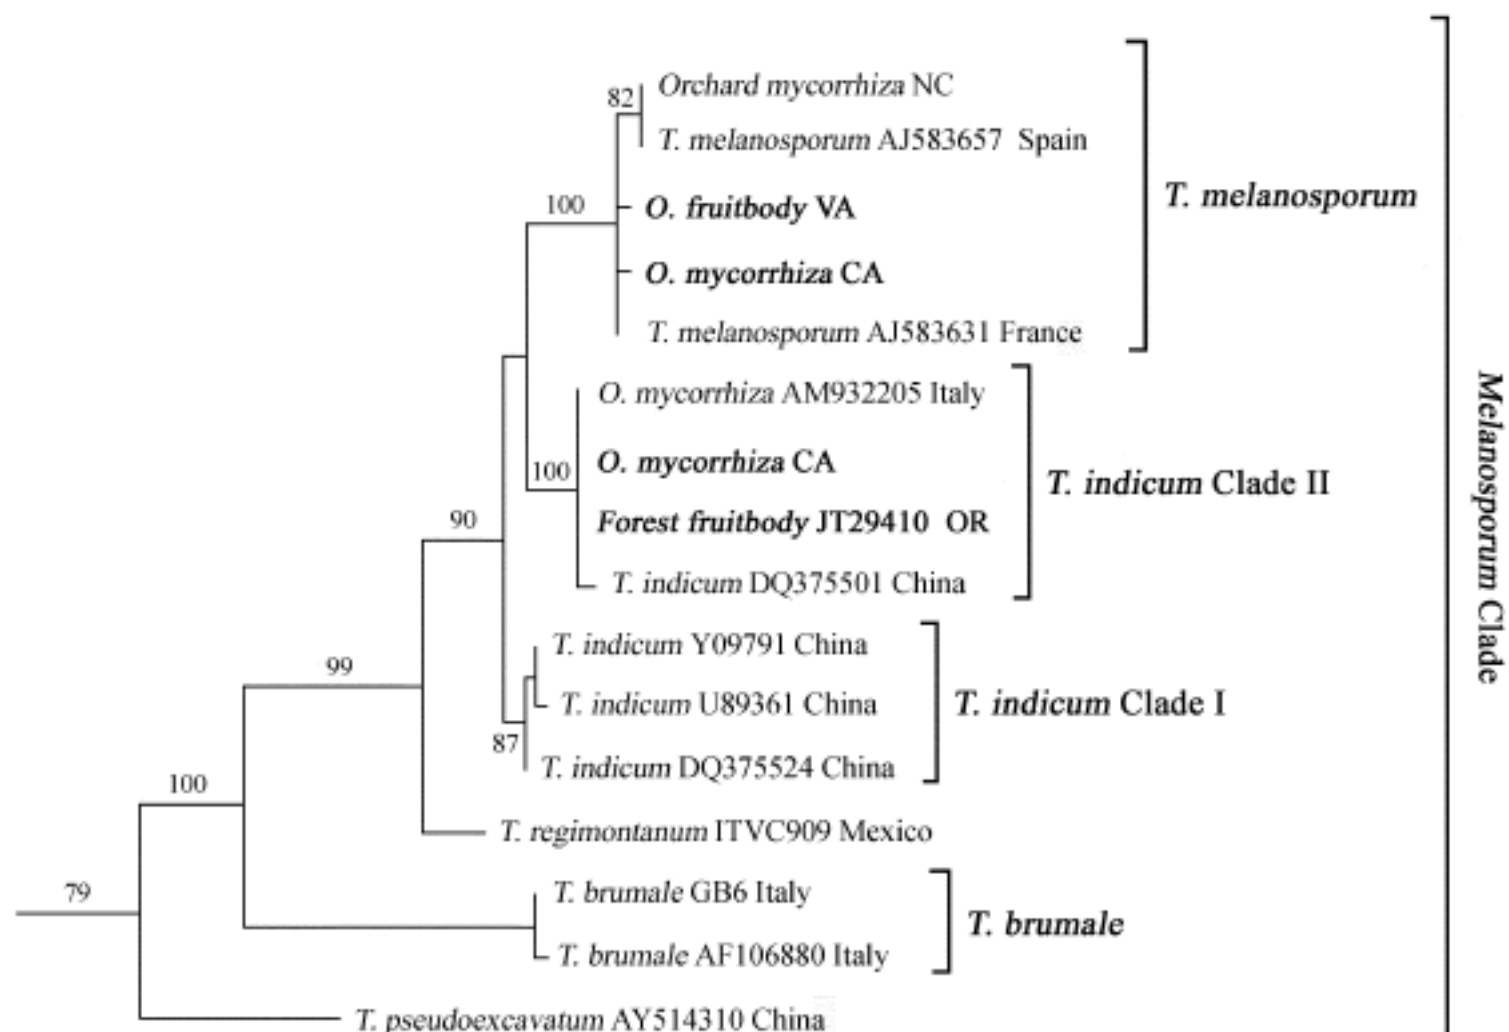 82
Orchard mycorrhiza NC
T. melanosporum AJ583657 Spain
100
O. fruitbody VA
T. melanosporum
O. mycorrhiza CA
T. melanosporum AJ583631 France
O. mycorrhiza AM932205 Italy
100
O. mycorrhiza CA
T. indicum Clade II
Forest fruitbody JT29410 OR
90
T. indicum DQ375501 China
T. indicum Y09791 China
99
T. indicum U89361 China
T. indicum Clade I
87
T. indicum DQ375524 China
100
T. regimontanum ITVC909 Mexico
79
T. brumale GB6 Italy
T. brumale
T. brumale AF106880 Italy
T. pseudoexcavatum AY514310 China
Melanosporum Clade